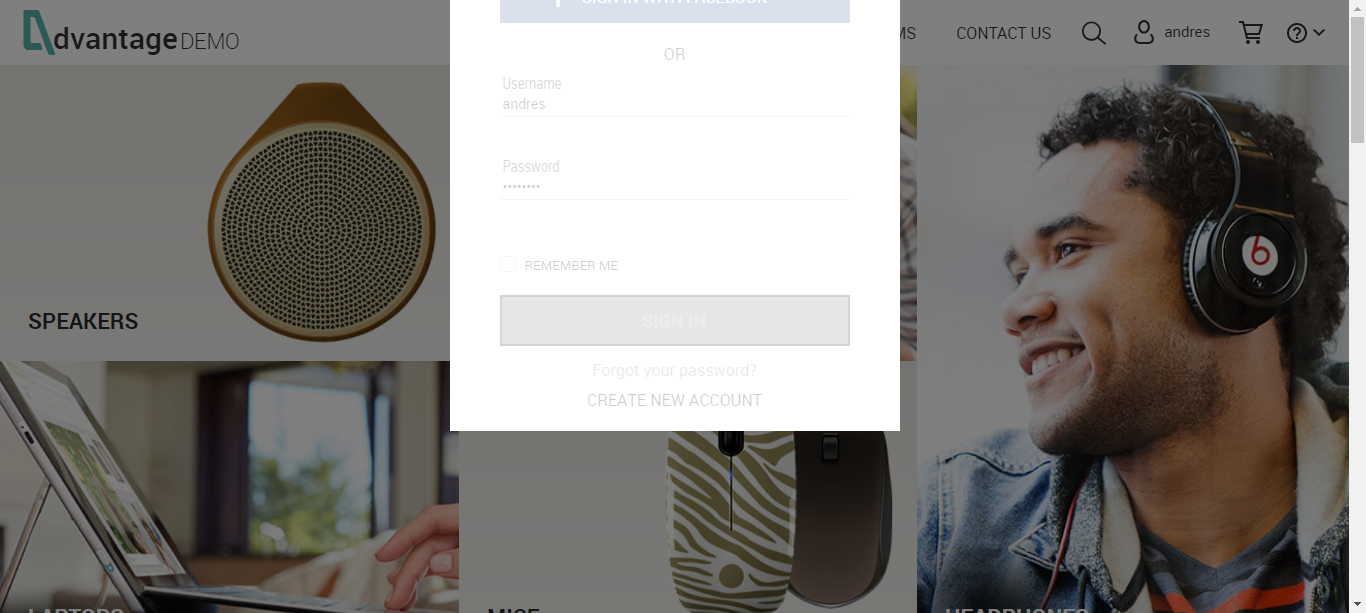 SIGN IN WITH FACEBOOK
dvantage DEMO
MS CONTACT US andres
OR
Username
andres
Password
REMEMBER ME
SPEAKERS
SIGN IN
Forgot your password?
CREATE NEW ACCOUNT
LAPTOPS
MICE
HEADPHONES